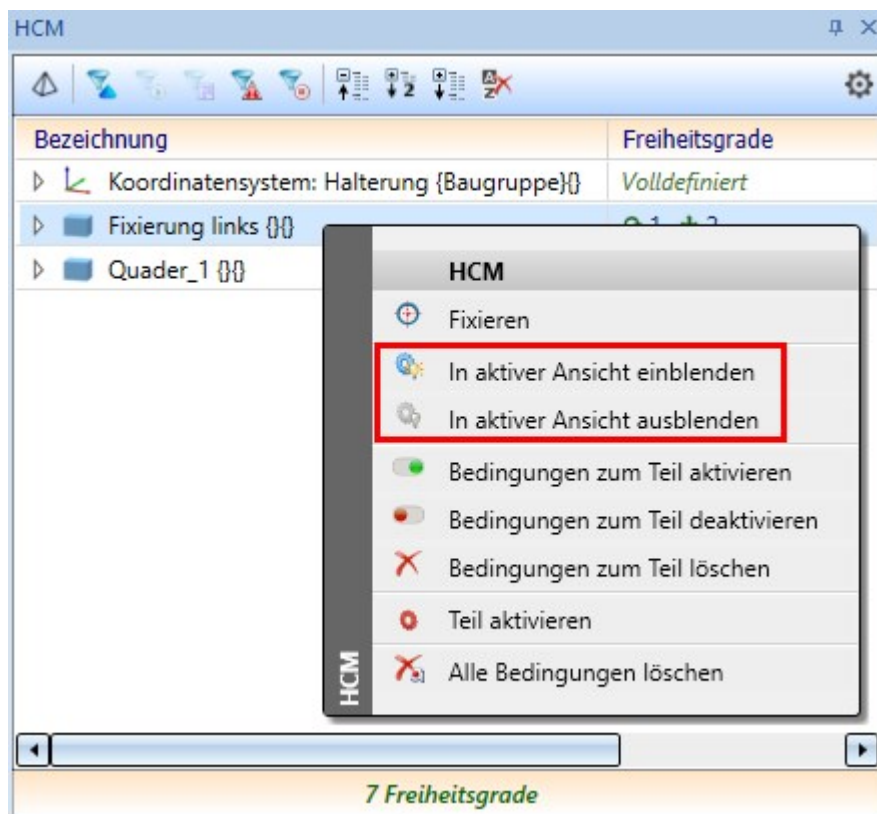 HCM
Bezeichnung Freiheitsgrade
Koordinatensystem: Halterung {Baugruppe}{} Volldefiniert
Fixierung links {}{} 1 2
Quader_1 {}{}
HCM
Fixieren
In aktiver Ansicht einblenden
In aktiver Ansicht ausblenden
Bedingungen zum Teil aktivieren
Bedingungen zum Teil deaktivieren
Bedingungen zum Teil löschen
Teil aktivieren
Alle Bedingungen löschen
HCM
7 Freiheitsgrade